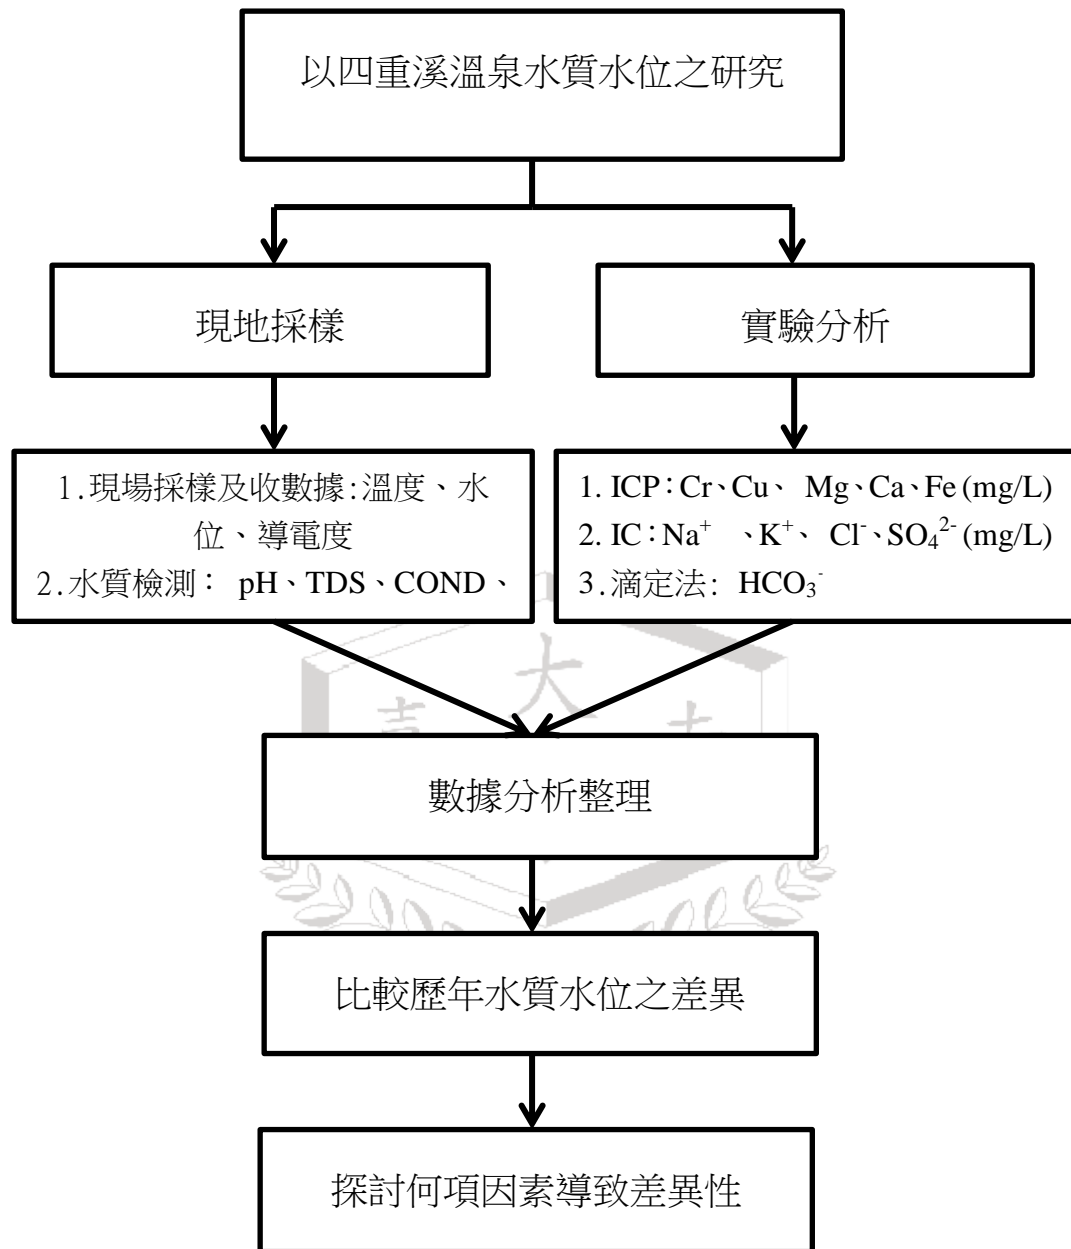 以四重溪溫泉水質水位之研究
現地採樣
實驗分析
1.現場採樣及收數據:溫度、水
位、導電度
2.水質檢測： pH、TDS、COND、
1. ICP：Cr、Cu、 Mg、Ca、Fe (mg/L)
2. IC：Na⁺ 、K⁺、 Cl⁻、SO₄²⁻ (mg/L)
3.滴定法: HCO₃⁻
大
數據分析整理
比較歷年水質水位之差異
探討何項因素導致差異性